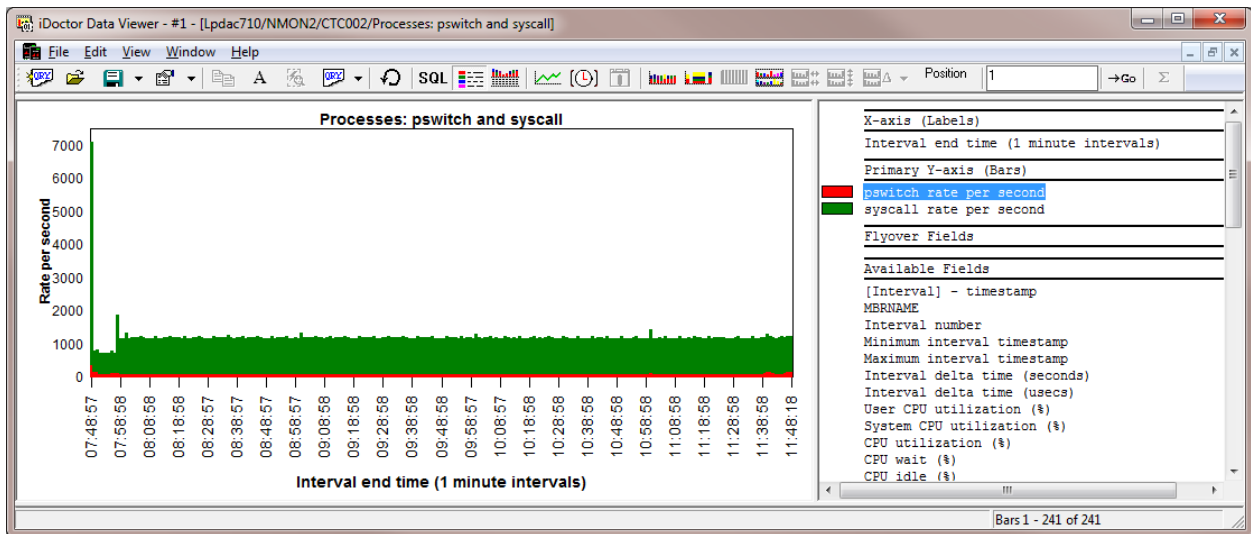 iDoctor Data Viewer - #1 - [Lpdac710/NMON2/CTC002/Processes: pswitch and syscall]
File Edit View Window Help
QRY A QRY SQL Position 1 Go Σ
Processes: pswitch and syscall
Rate per second
7000
6000
5000
4000
3000
2000
1000
0
07:48:57
07:58:58
08:08:58
08:18:58
08:28:57
08:38:57
08:48:57
08:58:57
09:08:58
09:18:58
09:28:58
09:38:58
09:48:58
09:58:58
10:08:57
10:18:57
10:28:58
10:38:58
10:48:58
10:58:58
11:08:58
11:18:58
11:28:58
11:38:58
11:48:18
Interval end time (1 minute intervals)
X-axis (Labels)
Interval end time (1 minute intervals)
Primary Y-axis (Bars)
pswitch rate per second
syscall rate per second
Flyover Fields
Available Fields
[Interval] - timestamp
MBRNAME
Interval number
Minimum interval timestamp
Maximum interval timestamp
Interval delta time (seconds)
Interval delta time (usecs)
User CPU utilization (%)
System CPU utilization (%)
CPU utilization (%)
CPU wait (%)
CPU idle (%)
Bars 1 - 241 of 241